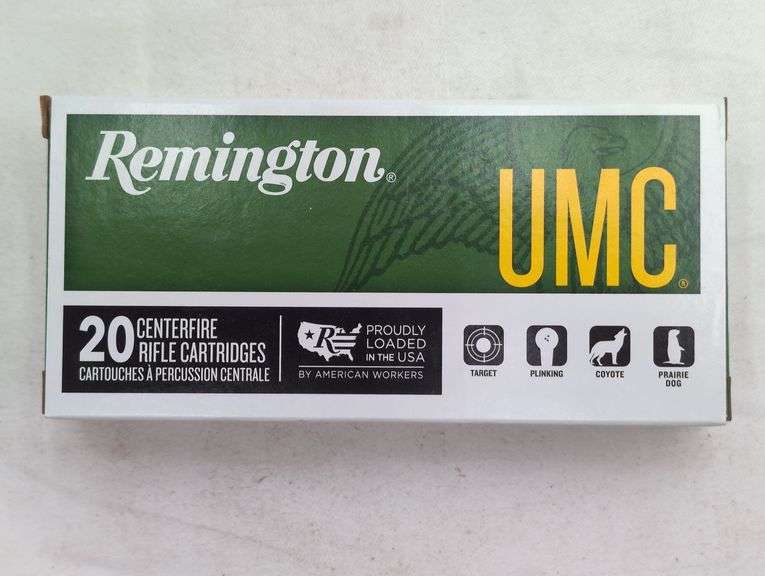 Remington®
UMC®
20 CENTERFIRE
RIFLE CARTRIDGES
CARTOUCHES À PERCUSSION CENTRALE
R
PROUDLY
LOADED
IN THE USA
BY AMERICAN WORKERS
TARGET
PLINKING
COYOTE
PRAIRIE
DOG